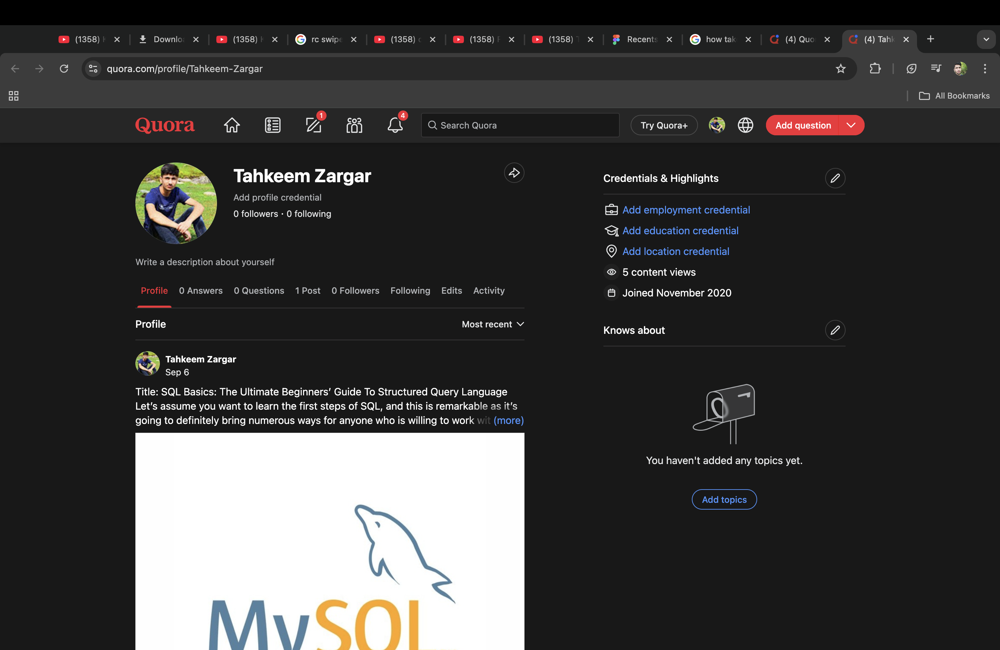 (1358)
Downlo
(1358)
rc swipe
(1358)
(1358)
(1358)
Recents
how tak
(4) Quo
(4) Tahk
quora.com/profile/Tahkeem-Zargar
All Bookmarks
Quora
1
4
Search Quora
Try Quora+
Add question
Tahkeem Zargar
Add profile credential
0 followers · 0 following
Write a description about yourself
Profile
0 Answers
0 Questions
1 Post
0 Followers
Following
Edits
Activity
Profile
Most recent
Tahkeem Zargar
Sep 6
Title: SQL Basics: The Ultimate Beginners’ Guide To Structured Query Language
Let’s assume you want to learn the first steps of SQL, and this is remarkable as it’s
going to definitely bring numerous ways for anyone who is willing to work wit (more)
MySQL
Credentials & Highlights
Add employment credential
Add education credential
Add location credential
5 content views
Joined November 2020
Knows about
You haven't added any topics yet.
Add topics